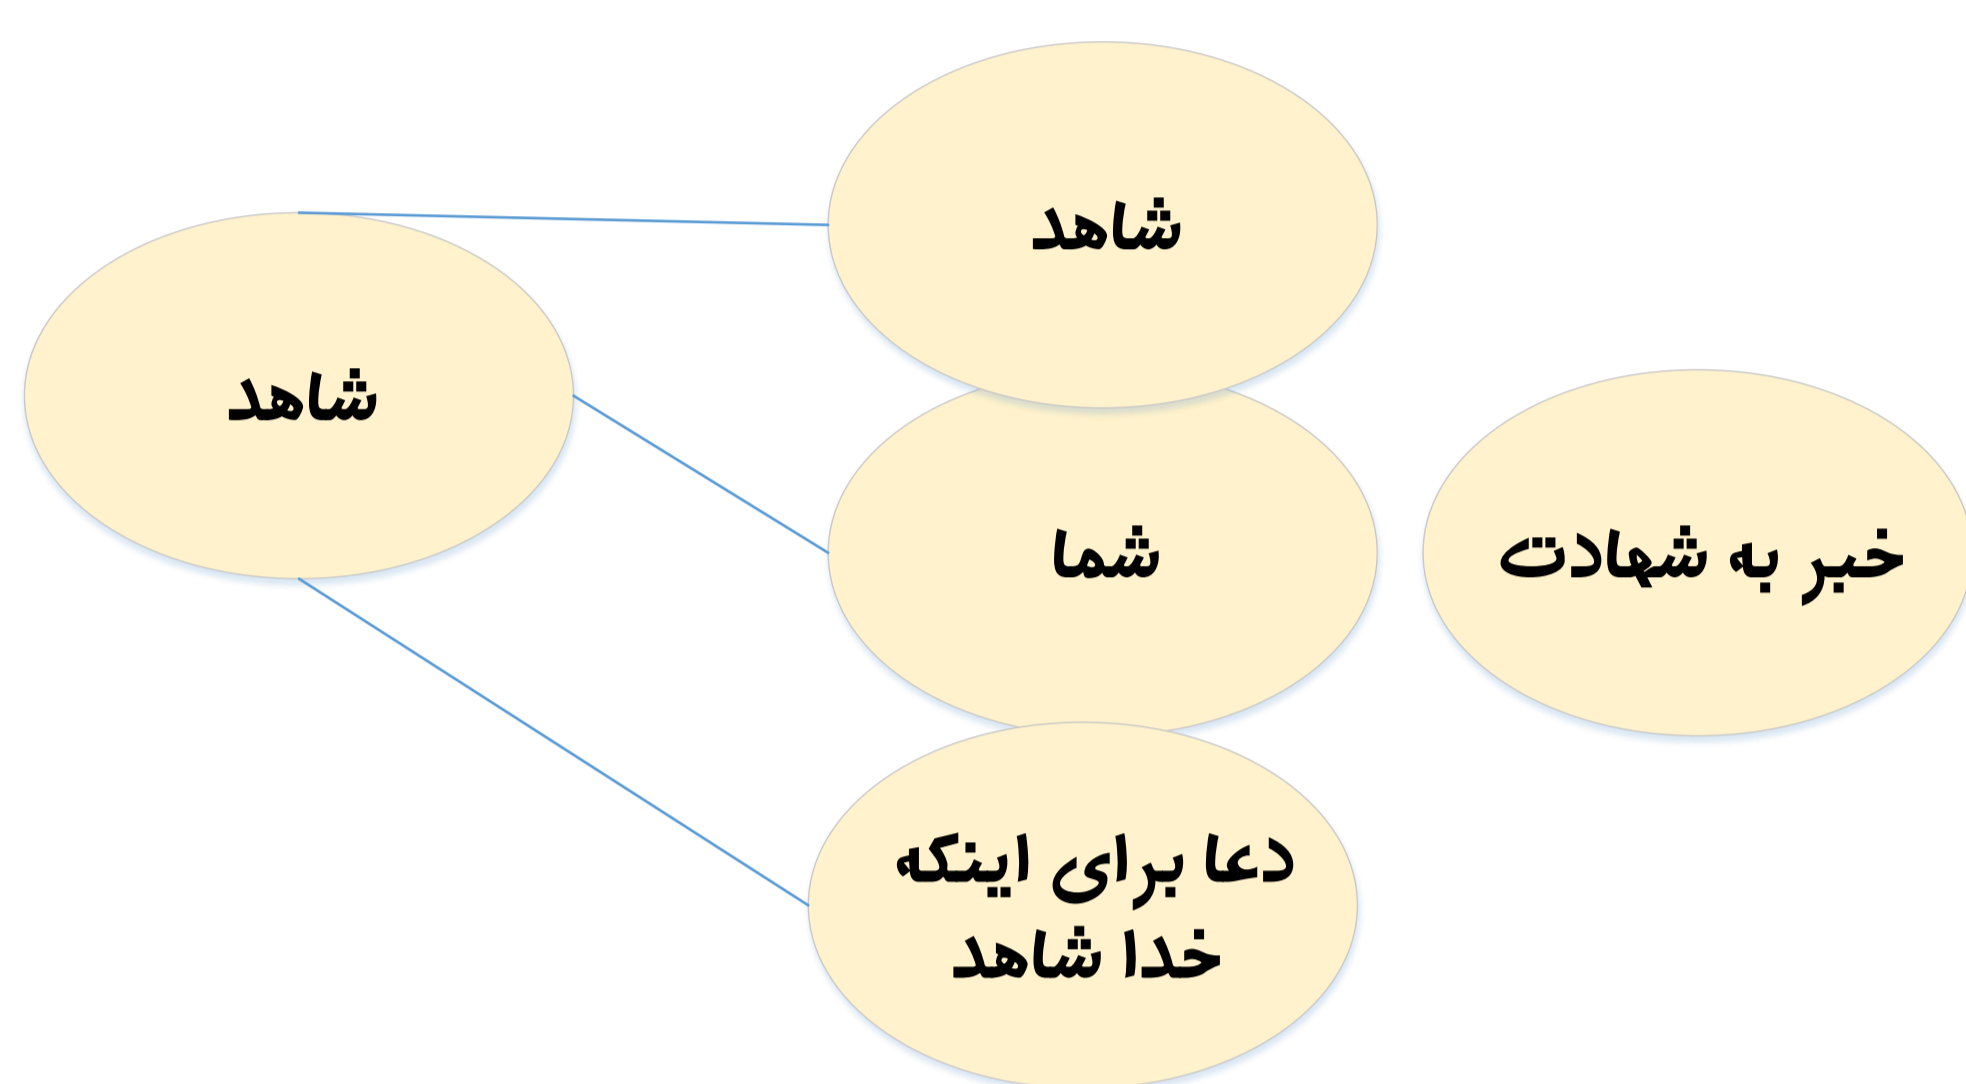 شاهد
شاهد
شما
خبر به شهادت
دعا برای اینکه
خدا شاهد